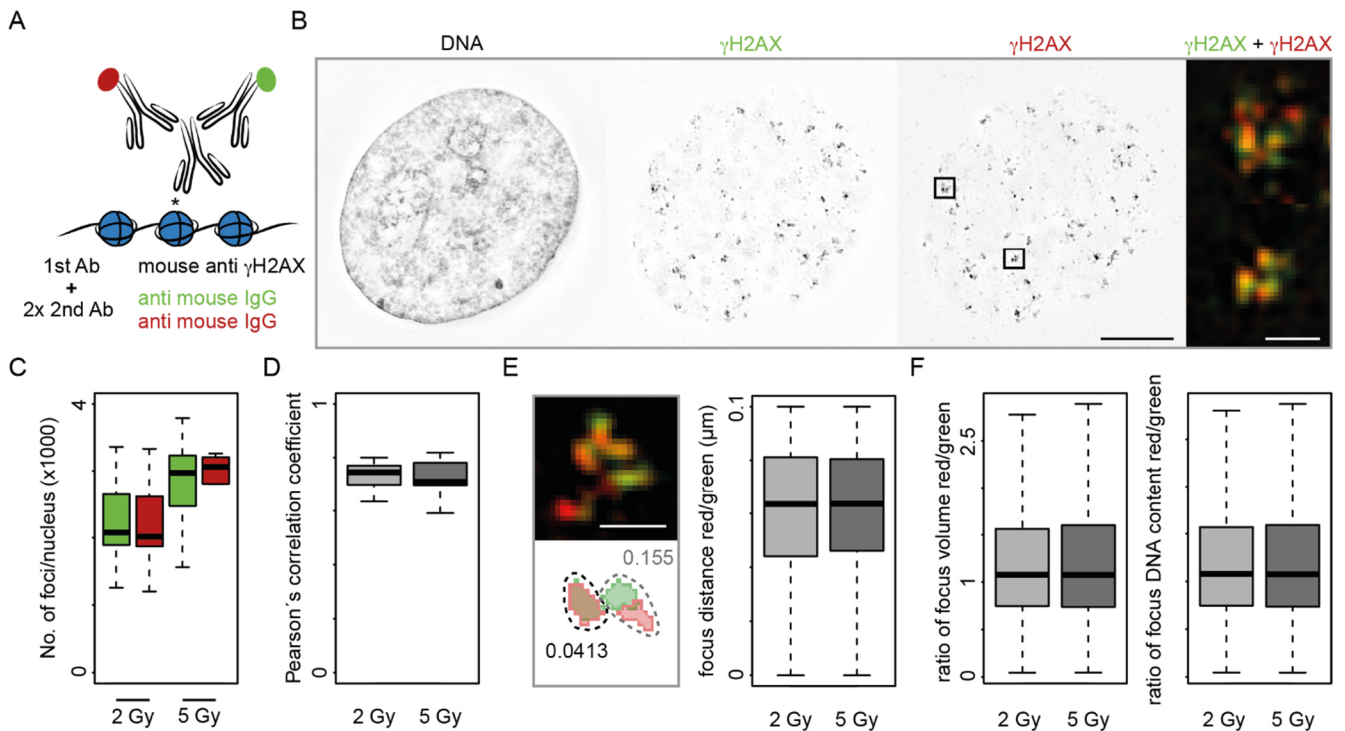 A
B
DNA
γH2AX
γH2AX
γH2AX + γH2AX
*
1st Ab
+
2x 2nd Ab
mouse anti γH2AX
anti mouse IgG
anti mouse IgG
C
No. of foci/nucleus (x1000)
4
0
2 Gy
5 Gy
D
Pearson´s correlation coefficient
1
0
2 Gy
5 Gy
E
0.155
0.0413
focus distance red/green (µm)
0.1
0
2 Gy
5 Gy
F
ratio of focus volume red/green
2.5
1
0
2 Gy
5 Gy
ratio of focus DNA content red/green
2 Gy
5 Gy